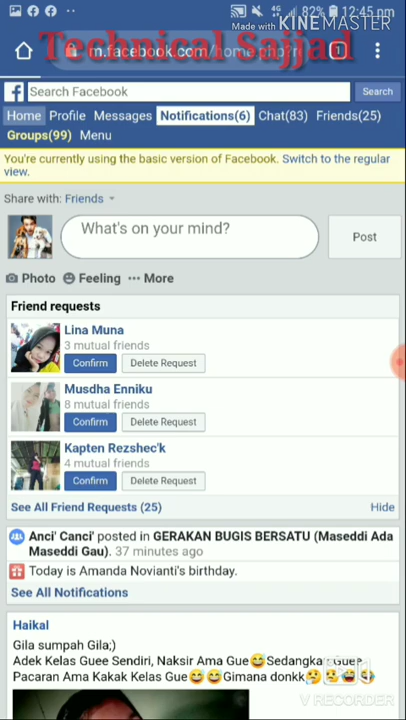 82% 12:45 pm
Made with KINEMASTER
Technical Sajjad
m.facebook.com/home.php?
Search Facebook
Search
Home Profile Messages Notifications(6) Chat(83) Friends(25)
Groups(99) Menu
You're currently using the basic version of Facebook. Switch to the regular
view.
Share with: Friends
What's on your mind?
Post
Photo Feeling ··· More
Friend requests
Lina Muna
3 mutual friends
Confirm Delete Request
Musdha Enniku
8 mutual friends
Confirm Delete Request
Kapten Rezshec'k
4 mutual friends
Confirm Delete Request
See All Friend Requests (25) Hide
Anci' Canci' posted in GERAKAN BUGIS BERSATU (Maseddi Ada
Maseddi Gau). 37 minutes ago
Today is Amanda Novianti's birthday.
See All Notifications
Haikal
Gila sumpah Gila;)
Adek Kelas Guee Sendiri, Naksir Ama Gue😅Sedangkan Guee
Pacaran Ama Kakak Kelas Gue😅😅Gimana donkk
V RECORDER